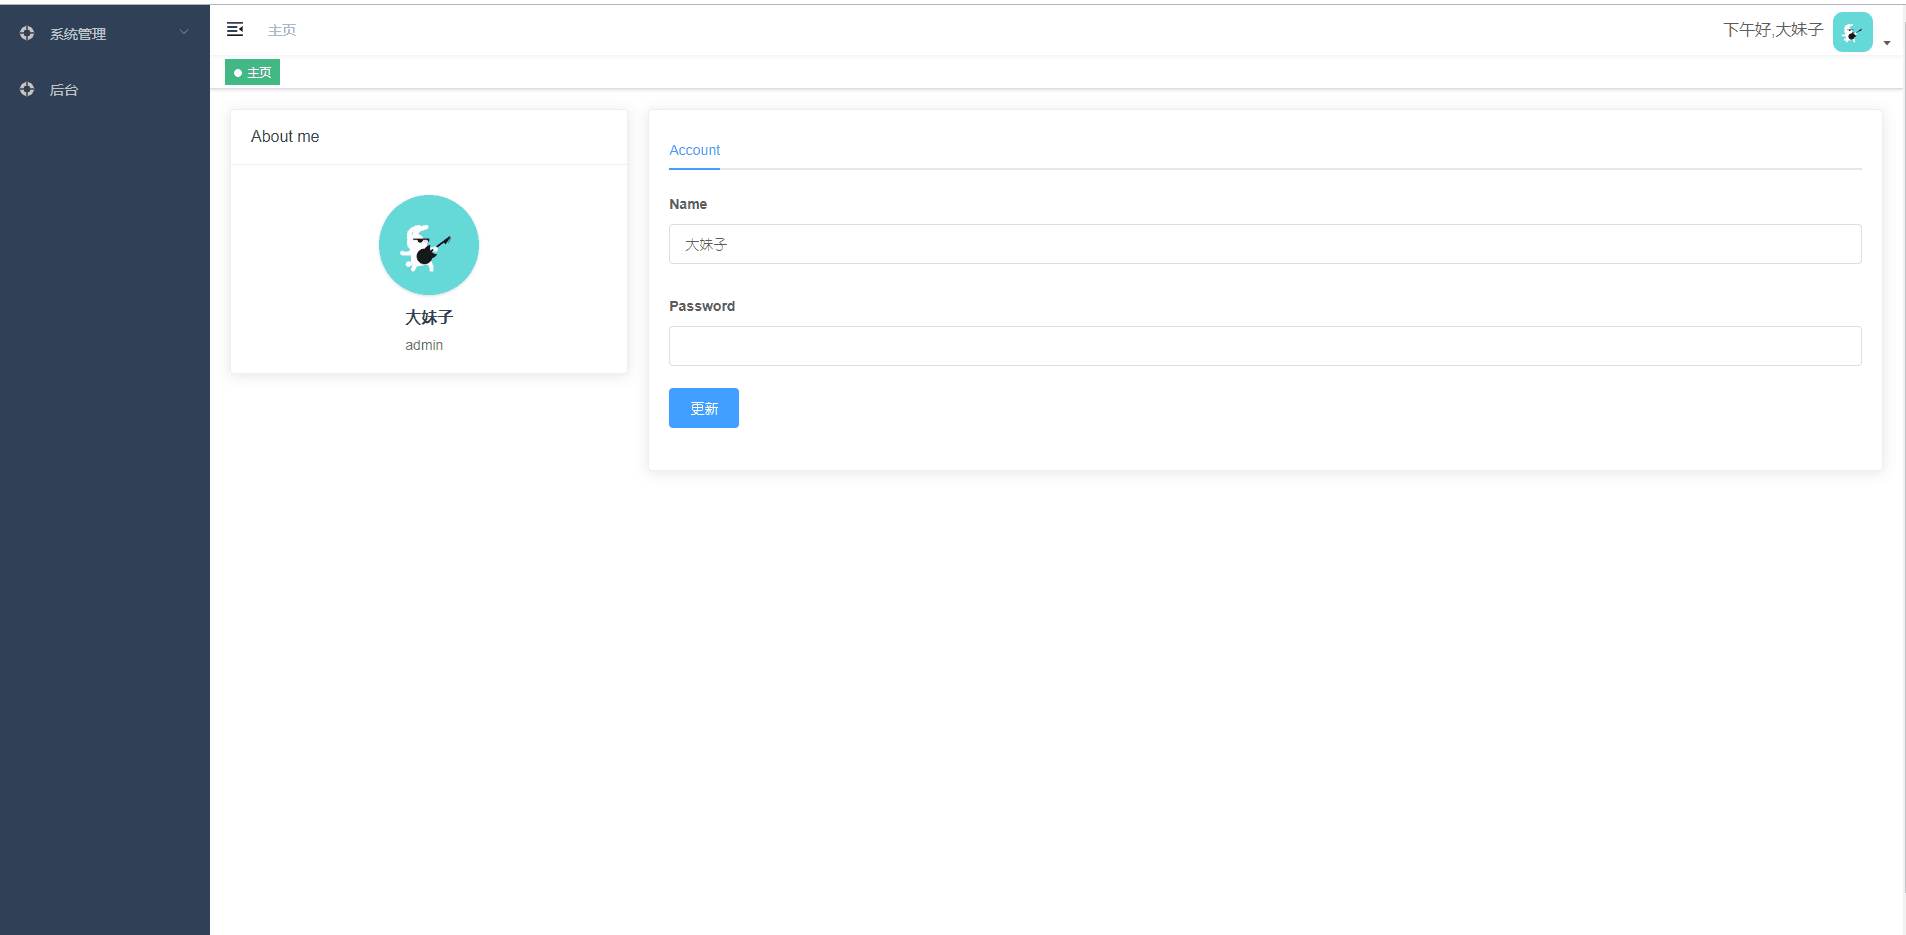 系统管理
后台
主页
下午好,大妹子
主页
About me
大妹子
admin
Account
Name
大妹子
Password
更新